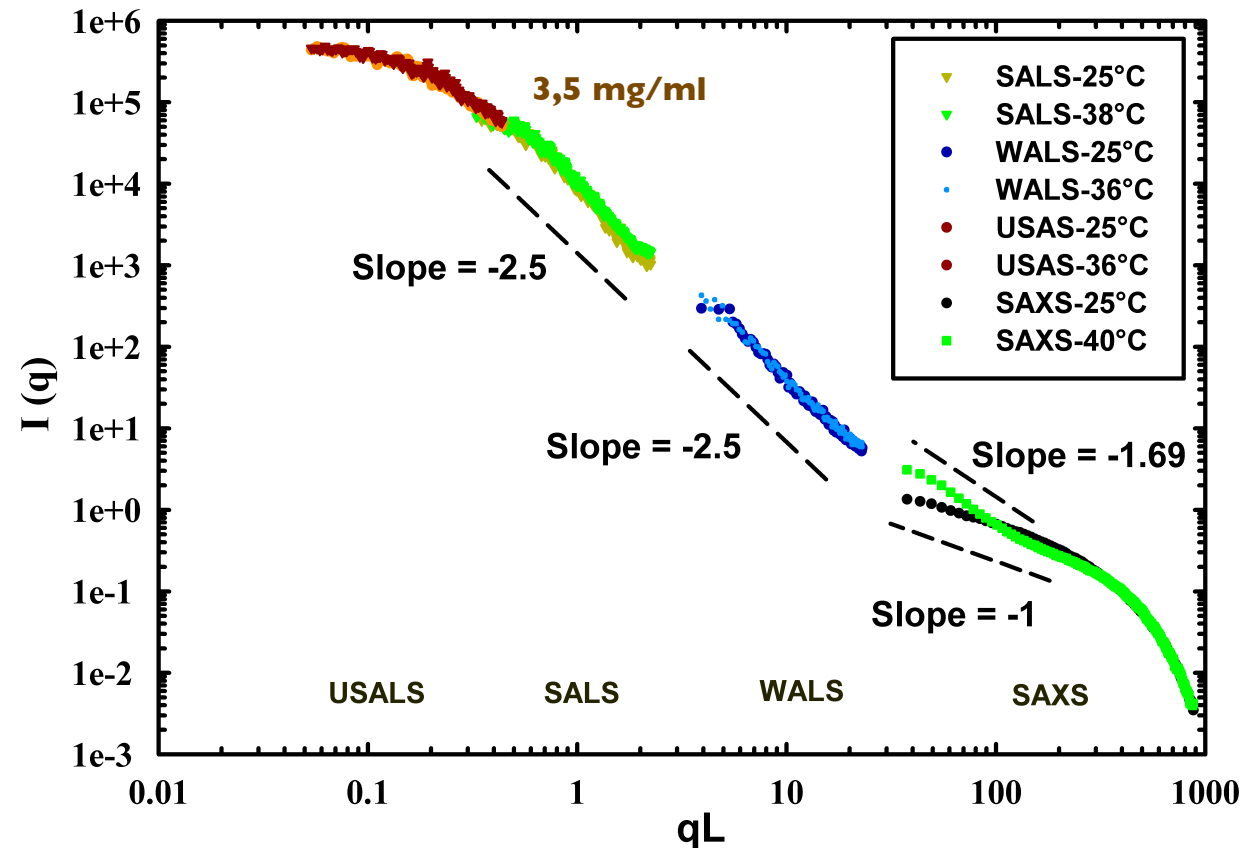 1e+6
1e+5
1e+4
1e+3
1e+2
1e+1
1e+0
1e-1
1e-2
1e-3
I (q)
3,5 mg/ml
SALS-25°C
SALS-38°C
WALS-25°C
WALS-36°C
USAS-25°C
USAS-36°C
SAXS-25°C
SAXS-40°C
Slope = -2.5
Slope = -2.5
Slope = -1.69
Slope = -1
USALS SALS WALS SAXS
0.01 0.1 1 10 100 1000
qL